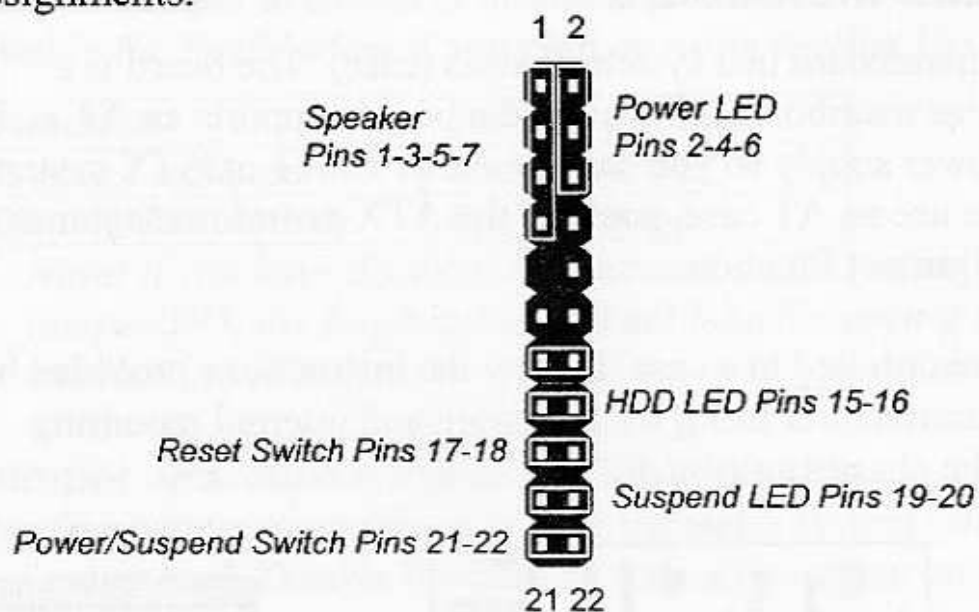 signments.
1 2
Speaker
Pins 1-3-5-7
Power LED
Pins 2-4-6
HDD LED Pins 15-16
Reset Switch Pins 17-18
Suspend LED Pins 19-20
Power/Suspend Switch Pins 21-22
21 22